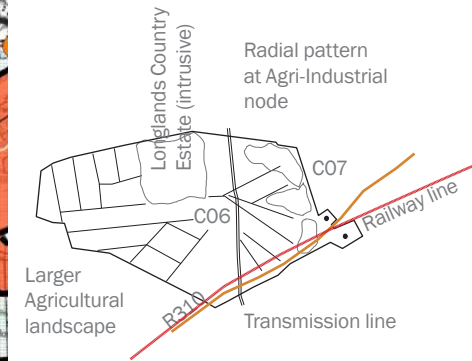 Longlands Country
Estate (intrusive)
Radial pattern
at Agri-Industrial
node
C07
C06
Railway line
Larger
Agricultural
landscape
R310
Transmission line